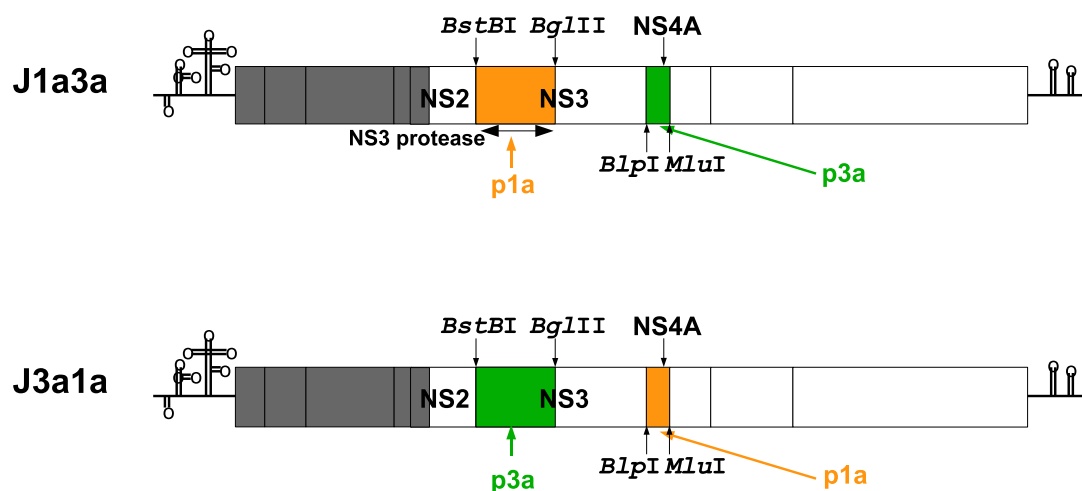 BstBI BglII NS4A
J1a3a
NS2 NS3
NS3 protease
BlpI MluI
p1a
p3a
BstBI BglII NS4A
J3a1a
NS2 NS3
BlpI MluI
p3a
p1a